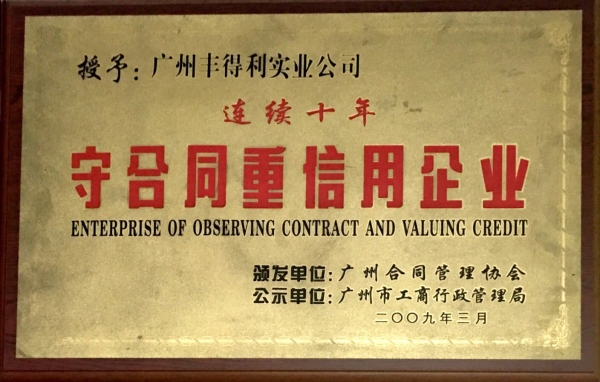 授予：广州丰得利实业公司
连续十年
守合同重信用企业
ENTERPRISE OF OBSERVING CONTRACT AND VALUING CREDIT
颁发单位：广州合同管理协会
公示单位：广州市工商行政管理局
二〇〇九年三月